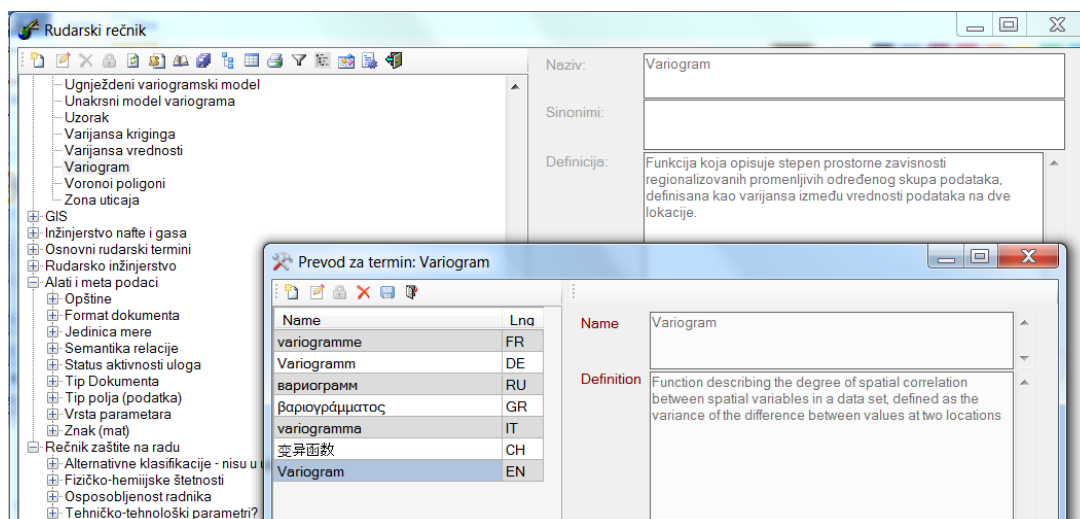 Rudarski rečnik
Ugnježdeni variogramski model
Unakrsni model variograma
Uzorak
Varijansa kriginga
Varijansa vrednosti
Variogram
Voronoi poligoni
Zona uticaja
GIS
Inžinjerstvo nafte i gasa
Osnovni rudarski termini
Rudarsko inžinjerstvo
Alati i meta podaci
Opštine
Format dokumenta
Jedinica mere
Semantika relacije
Status aktivnosti uloga
Tip Dokumenta
Tip polja (podatka)
Vrsta parametara
Znak (mat)
Rečnik zaštite na radu
Alternativne klasifikacije - nisu u
Fizičko-hemiijske štetnosti
Osposobljenost radnika
Tehničko-tehnološki parametri?
Naziv:
Variogram
Sinonimi:
Definicija:
Funkcija koja opisuje stepen prostorne zavisnosti
regionalizovanih promenljivih određenog skupa podataka,
definisana kao varijansa između vrednosti podataka na dve
lokacije.
Prevod za termin: Variogram
Name Lng
variogramme FR
Variogramm DE
вариограмм RU
βαριογράμματος GR
variogramma IT
变异函数 CH
Variogram EN
Name
Variogram
Definition
Function describing the degree of spatial correlation
between spatial variables in a data set, defined as the
variance of the difference between values at two locations